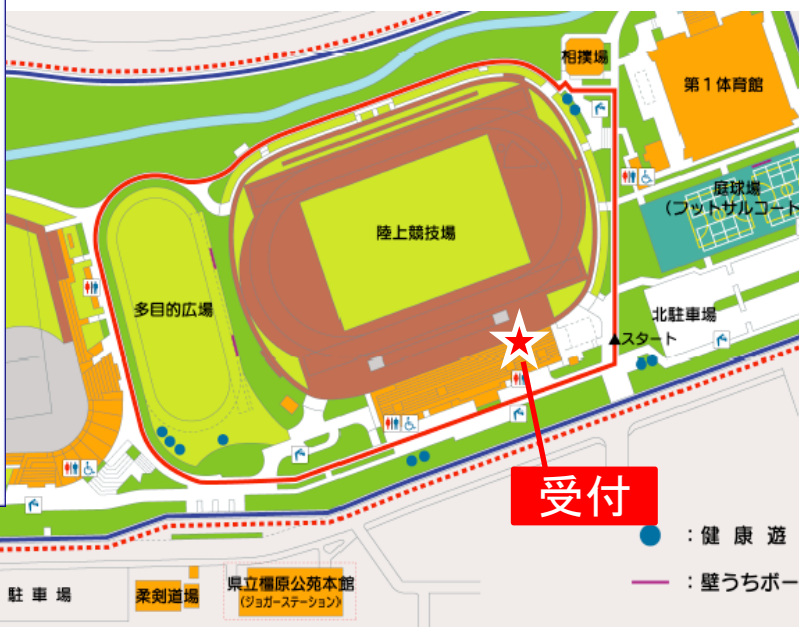 相撲場
第1体育館
庭球場
(フットサルコート
陸上競技場
多目的広場
北駐車場
▲スタート
受付
:健康遊
:壁うちボー
駐車場
柔剣道場
県立橿原公苑本館
(ジョガーステーション)